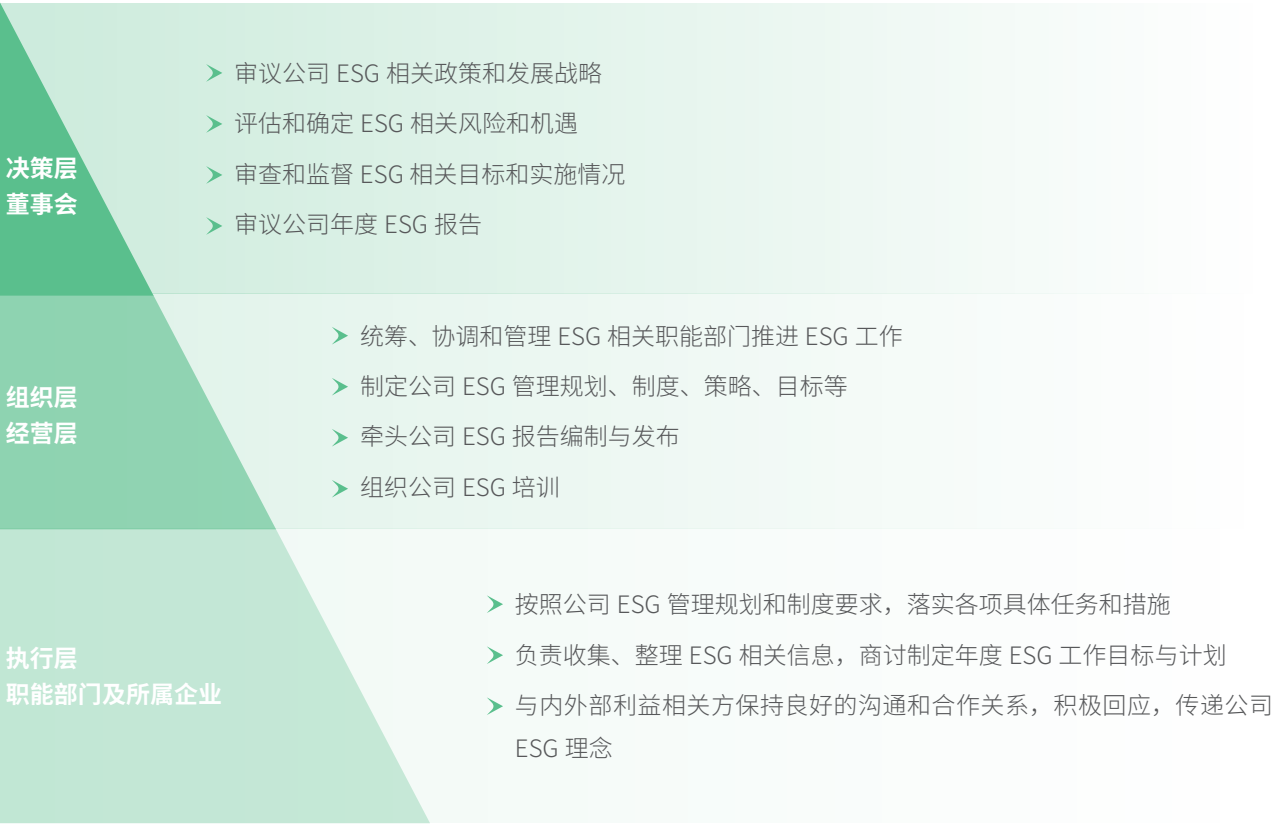 决策层
董事会
审议公司 ESG 相关政策和发展战略
评估和确定 ESG 相关风险和机遇
审查和监督 ESG 相关目标和实施情况
审议公司年度 ESG 报告
组织层
经营层
统筹、协调和管理 ESG 相关职能部门推进 ESG 工作
制定公司 ESG 管理规划、制度、策略、目标等
牵头公司 ESG 报告编制与发布
组织公司 ESG 培训
执行层
职能部门及所属企业
按照公司 ESG 管理规划和制度要求，落实各项具体任务和措施
负责收集、整理 ESG 相关信息，商讨制定年度 ESG 工作目标与计划
与内外部利益相关方保持良好的沟通和合作关系，积极回应，传递公司
ESG 理念